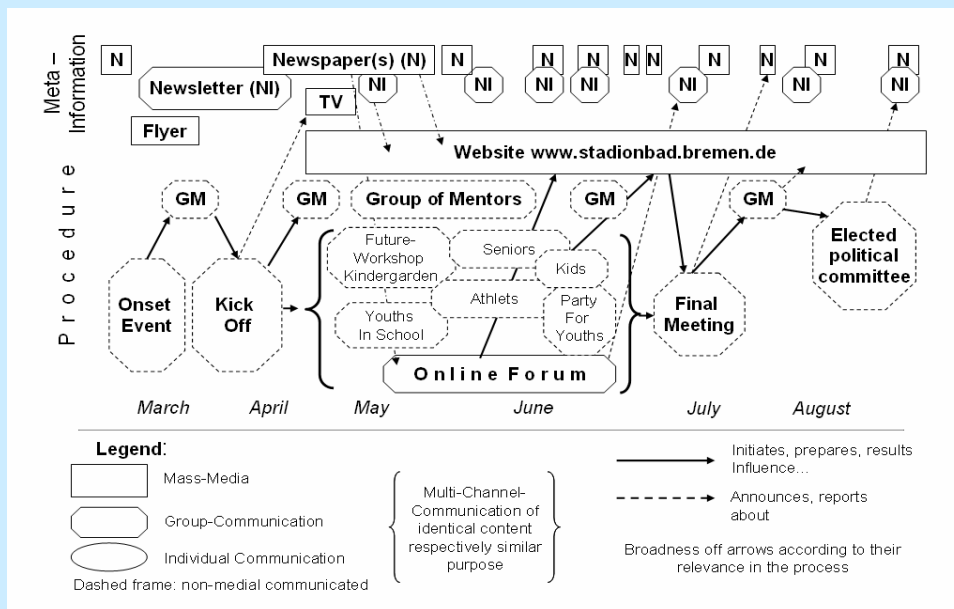 Meta – Information
N
Newspaper(s) (N)
N
N
N
N
N
N
N
N
N
Newsletter (NI)
NI
NI
NI
NI
NI
NI
NI
TV
Flyer
Website www.stadionbad.bremen.de
Procedure
GM
GM
Group of Mentors
GM
GM
Onset
Event
Kick
Off
Future-
Workshop
Kindergarden
Seniors
Kids
Youths
In School
Athlets
Party
For
Youths
Online Forum
Final
Meeting
Elected
political
committee
March
April
May
June
July
August
Legend:
Mass-Media
Group-Communication
Individual Communication
Dashed frame: non-medial communicated
Multi-Channel-
Communication of
identical content
respectively similar
purpose
Initiates, prepares, results
Influence...
Announces, reports
about
Broadness off arrows according to their
relevance in the process